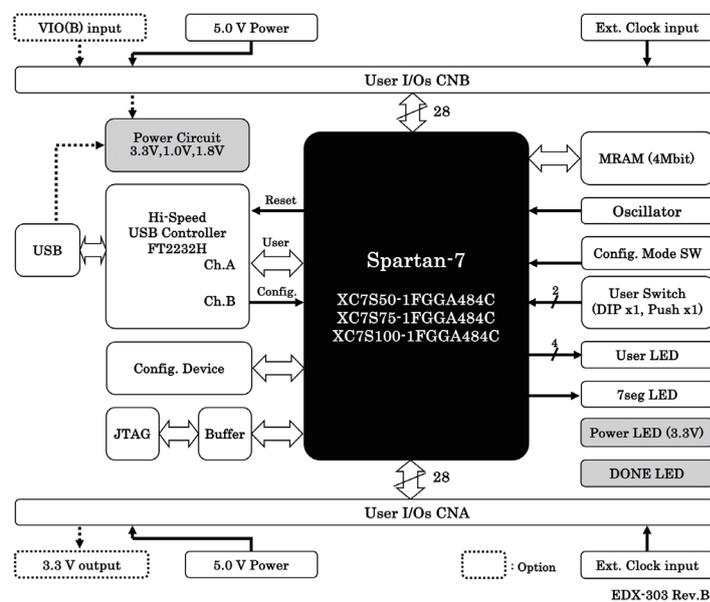 VIO(B) input
5.0 V Power
Ext. Clock input
User I/Os CNB
28
Power Circuit
3.3V,1.0V,1.8V
MRAM (4Mbit)
Hi-Speed
USB Controller
FT2232H
Ch.A
Ch.B
USB
Reset
User
Config.
Spartan-7
XC7S50-1FGGA484C
XC7S75-1FGGA484C
XC7S100-1FGGA484C
Oscillator
Config. Mode SW
2
User Switch
(DIP x1, Push x1)
4
User LED
Config. Device
7seg LED
JTAG
Buffer
Power LED (3.3V)
DONE LED
28
User I/Os CNA
3.3 V output
5.0 V Power
: Option
Ext. Clock input
EDX-303 Rev.B